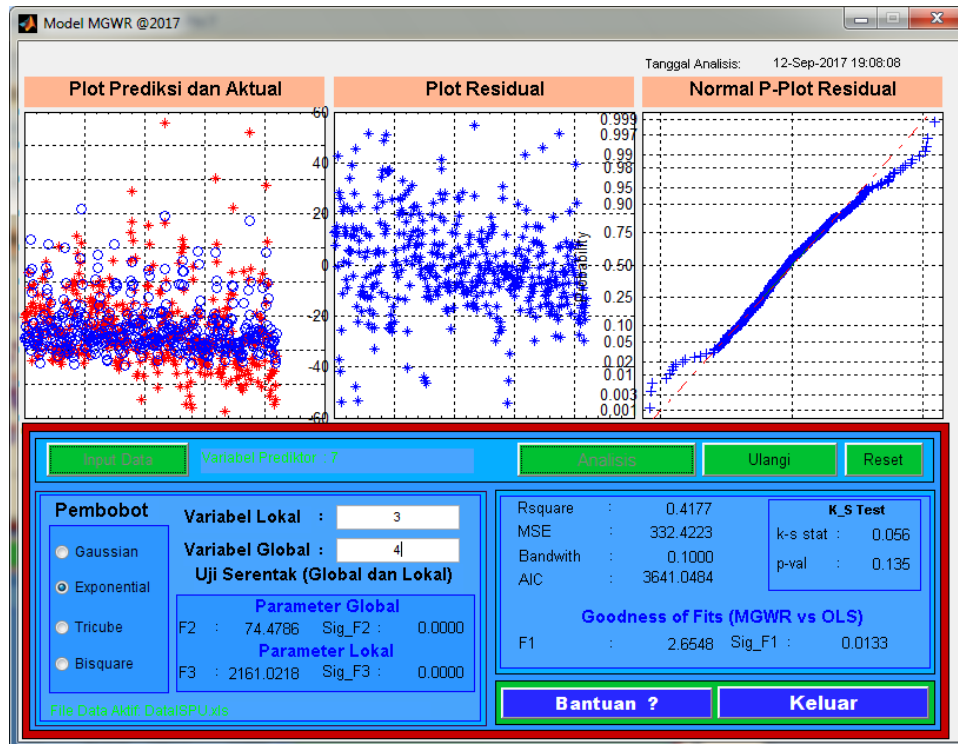 Model MGWR @2017
Tanggal Analisis: 12-Sep-2017 19:08:08
Plot Prediksi dan Aktual
Plot Residual
Normal P-Plot Residual
60
40
20
0
-20
-40
-60
0.999
0.997
0.99
0.98
0.95
0.90
0.75
0.50
0.25
0.10
0.05
0.02
0.01
0.003
0.001
Input Data
Variabel Prediktor : 7
Analisis
Ulangi
Reset
Pembobot
Gaussian
Exponential
Tricube
Bisquare
Variabel Lokal : 3
Variabel Global : 4
Uji Serentak (Global dan Lokal)
Parameter Global
F2 : 74.4786 Sig_F2 : 0.0000
Parameter Lokal
F3 : 2161.0218 Sig_F3 : 0.0000
File Data Aktif:
Rsquare : 0.4177
MSE : 332.4223
Bandwith : 0.1000
AIC : 3641.0484
K_S Test
k-s stat : 0.056
p-val : 0.135
Goodness of Fits (MGWR vs OLS)
F1 : 2.6548 Sig_F1 : 0.0133
Bantuan ?
Keluar